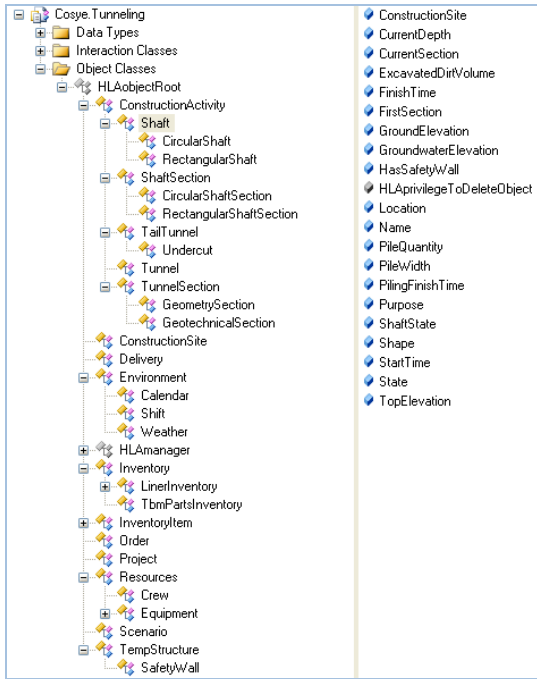 Cosye.Tunneling
Data Types
Interaction Classes
Object Classes
HLAobjectRoot
ConstructionActivity
Shaft
CircularShaft
RectangularShaft
ShaftSection
CircularShaftSection
RectangularShaftSection
TailTunnel
Undercut
Tunnel
TunnelSection
GeometrySection
GeotechnicalSection
ConstructionSite
Delivery
Environment
Calendar
Shift
Weather
HLAmanager
Inventory
LinerInventory
TbmPartsInventory
InventoryItem
Order
Project
Resources
Crew
Equipment
Scenario
TempStructure
SafetyWall
ConstructionSite
CurrentDepth
CurrentSection
ExcavatedDirtVolume
FinishTime
FirstSection
GroundElevation
GroundwaterElevation
HasSafetyWall
HLAprivilegeToDeleteObject
Location
Name
PileQuantity
PileWidth
PilingFinishTime
Purpose
ShaftState
Shape
StartTime
State
TopElevation